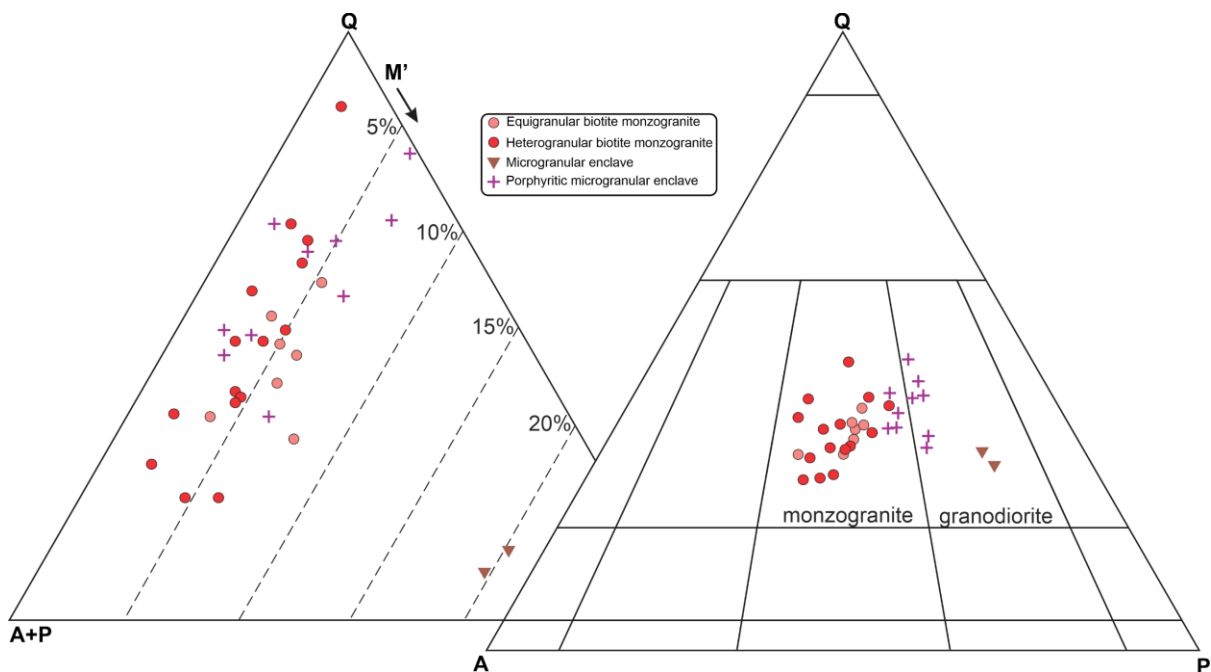 Q
M'
5%
10%
15%
20%
A+P
Equigranular biotite monzogranite
Heterogranular biotite monzogranite
Microgranular enclave
Porphyritic microgranular enclave
Q
monzogranite
granodiorite
A
P